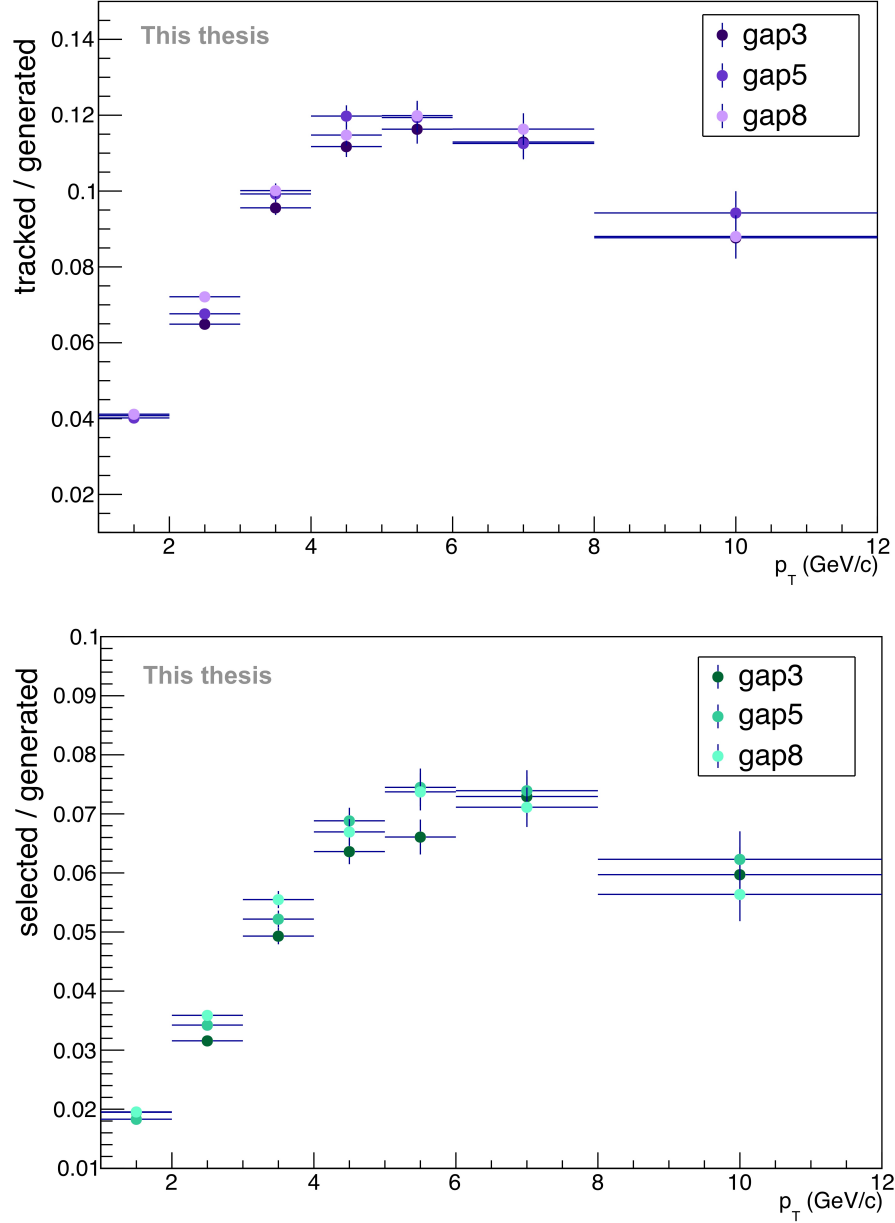 This thesis
gap3
gap5
gap8
tracked / generated
0.14
0.12
0.1
0.08
0.06
0.04
0.02
2 4 6 8 10 12
p_T (GeV/c)
This thesis
gap3
gap5
gap8
selected / generated
0.1
0.09
0.08
0.07
0.06
0.05
0.04
0.03
0.02
0.01
2 4 6 8 10 12
p_T (GeV/c)